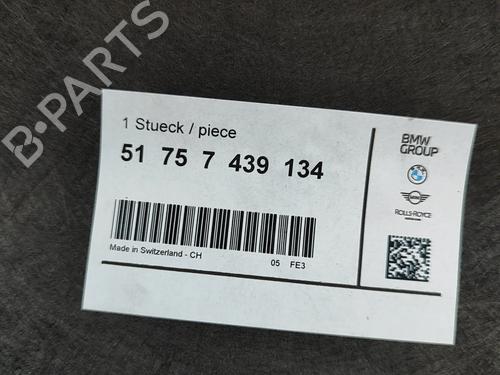 B-PARTS
1 Stueck / piece
51 75 7 439 134
Made in Switzerland - CH 05 FE3
BMW
GROUP
MINI
ROLLS-ROYCE